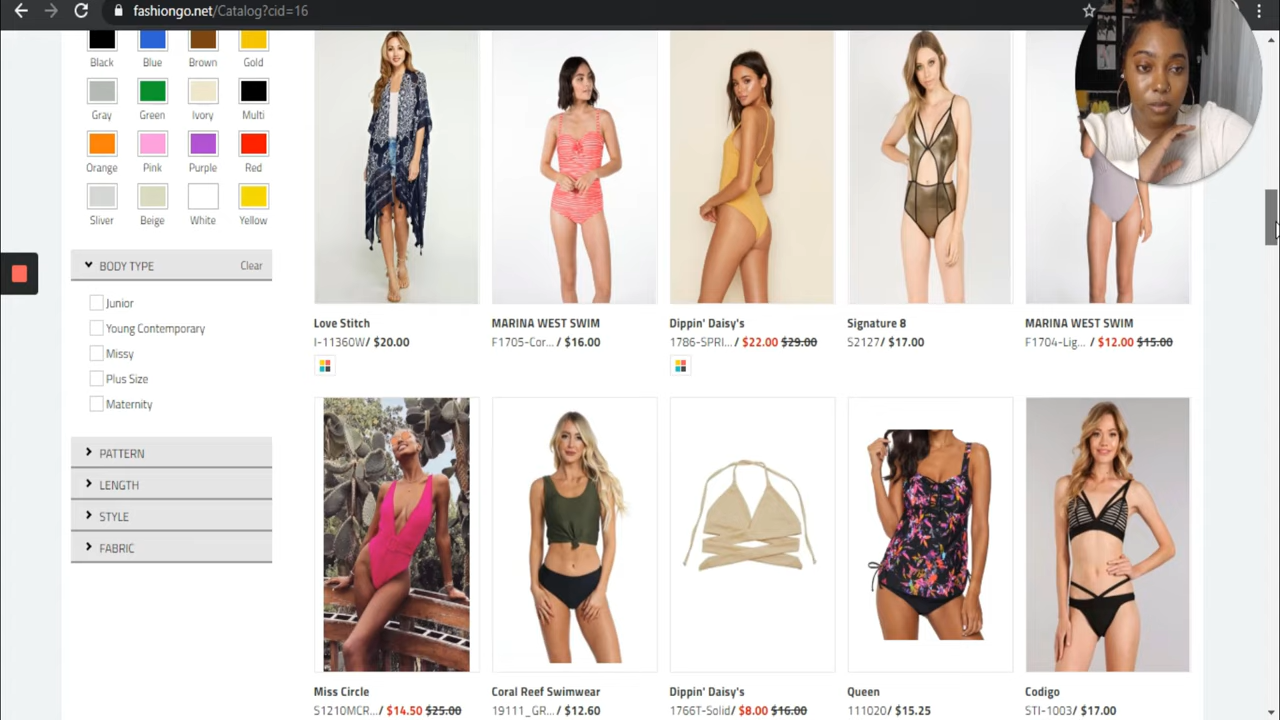 fashiongo.net/Catalog?cid=16
Black Blue Brown Gold
Gray Green Ivory Multi
Orange Pink Purple Red
Sliver Beige White Yellow
BODY TYPE Clear
Junior
Young Contemporary
Missy
Plus Size
Maternity
PATTERN
LENGTH
STYLE
FABRIC
Love Stitch MARINA WEST SWIM Dippin' Daisy's Signature 8 MARINA WEST SWIM
I-11360W/ $20.00 F1705-Cor... / $16.00 1786-SPRI... / $22.00 $29.00 S2127/ $17.00 F1704-Lig... / $12.00 $15.00
Miss Circle Coral Reef Swimwear Dippin' Daisy's Queen Codigo
S1210MCR.../ $14.50 $25.00 19111_GR... / $12.60 1766T-Solid/ $8.00 $16.00 111020/ $15.25 STI-1003/ $17.00